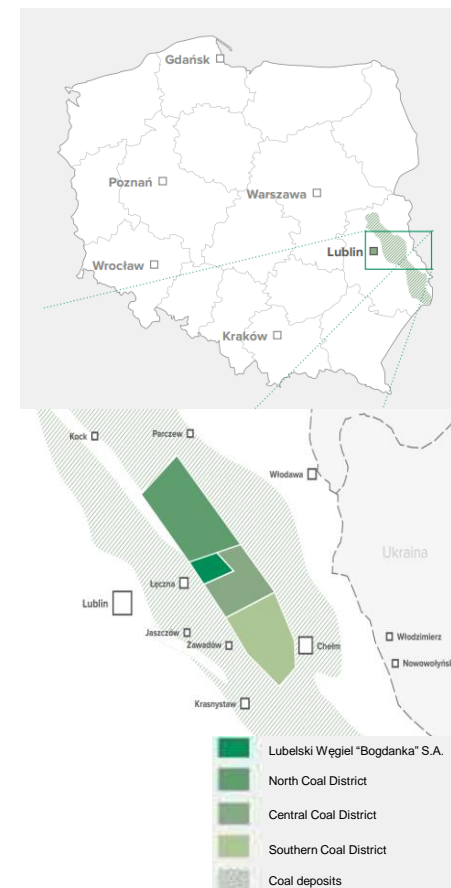 Gdańsk
Poznań
Warszawa
Lublin
Wrocław
Kraków
Kock
Parczew
Włodawa
Ukraina
Łęczna
Lublin
Jaszczów
Zawadów
Chełm
Włodzimierz
Nowowołyńsk
Krasnystaw
Lubelski Węgiel “Bogdanka” S.A.
North Coal District
Central Coal District
Southern Coal District
Coal deposits